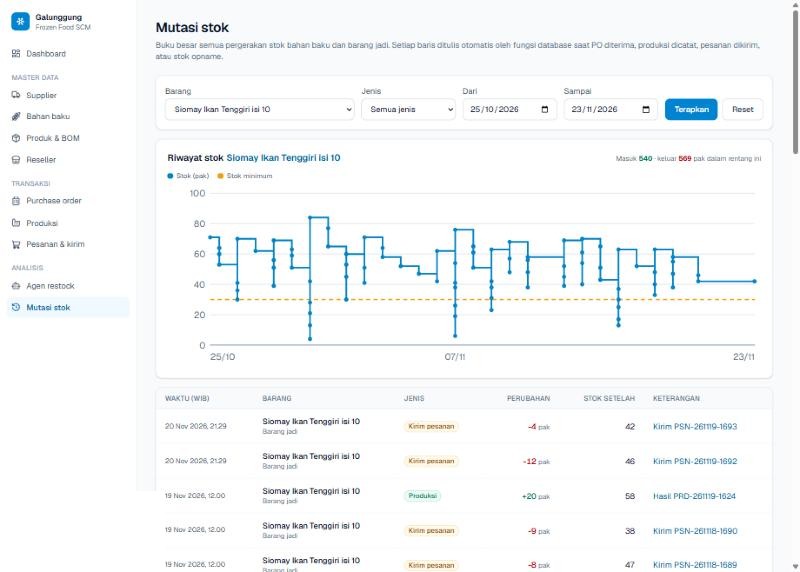 Galunggung
Frozen Food SCM
Dashboard
MASTER DATA
Supplier
Bahan baku
Produk & BOM
Reseller
TRANSAKSI
Purchase order
Produksi
Pesanan & kirim
ANALISIS
Agen restock
Mutasi stok
Mutasi stok
Buku besar semua pergerakan stok bahan baku dan barang jadi. Setiap baris ditulis otomatis oleh fungsi database saat PO diterima, produksi dicatat, pesanan dikirim,
atau stok opname.
Barang Jenis Dari Sampai
Siomay Ikan Tenggiri isi 10 Semua jenis 25/10/2026 23/11/2026 Terapkan Reset
Riwayat stok Siomay Ikan Tenggiri isi 10 Masuk 540 · keluar 569 pak dalam rentang ini
Stok (pak) Stok minimum
100
80
60
40
20
0
25/10 07/11 23/11
WAKTU (WIB) BARANG JENIS PERUBAHAN STOK SETELAH KETERANGAN
20 Nov 2026, 21.29 Siomay Ikan Tenggiri isi 10 Kirim pesanan -4 pak 42 Kirim PSN-261119-1693
Barang jadi
20 Nov 2026, 21.29 Siomay Ikan Tenggiri isi 10 Kirim pesanan -12 pak 46 Kirim PSN-261119-1692
Barang jadi
19 Nov 2026, 12.00 Siomay Ikan Tenggiri isi 10 Produksi +20 pak 58 Hasil PRD-261119-1624
Barang jadi
19 Nov 2026, 12.00 Siomay Ikan Tenggiri isi 10 Kirim pesanan -9 pak 38 Kirim PSN-261118-1690
Barang jadi
19 Nov 2026, 12.00 Siomay Ikan Tenggiri isi 10 Kirim pesanan -8 pak 47 Kirim PSN-261118-1689